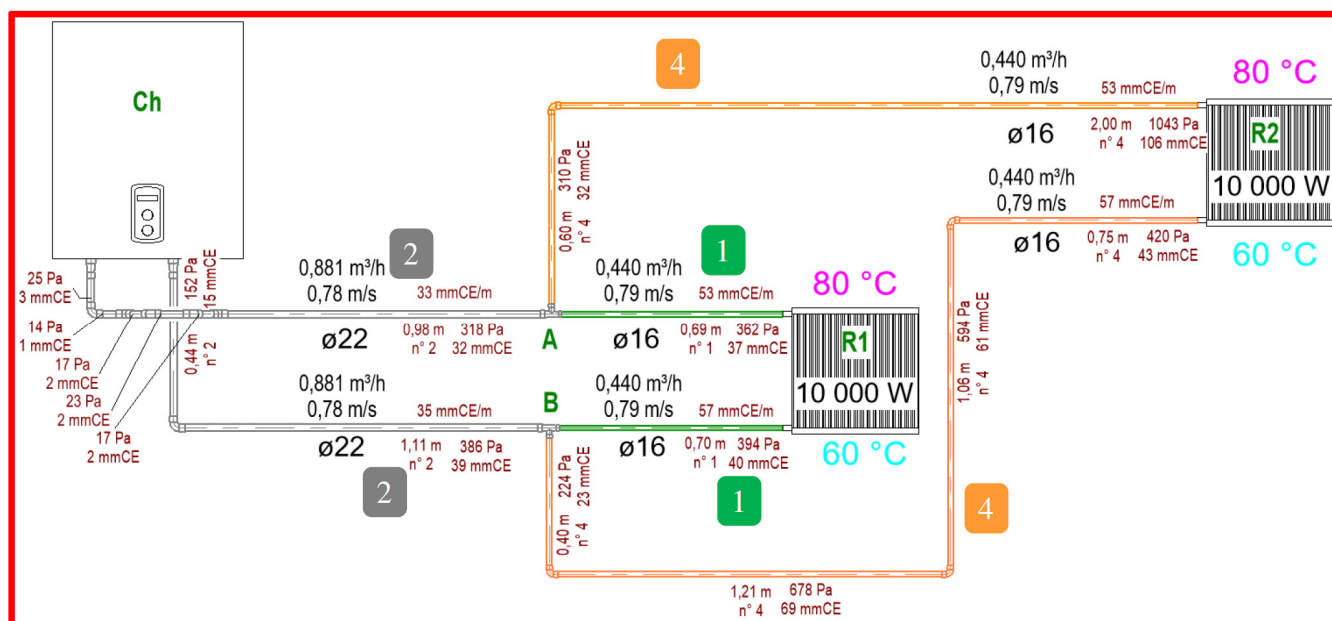 Ch
4
0,440 m³/h
0,79 m/s
53 mmCE/m
80 °C
ø16
2,00 m 1043 Pa
n° 4 106 mmCE
R2
10 000 W
0,440 m³/h
0,79 m/s
57 mmCE/m
ø16
0,75 m 420 Pa
n° 4 43 mmCE
60 °C
310 Pa
32 mmCE
0,60 m
n° 4
25 Pa
3 mmCE
14 Pa
1 mmCE
17 Pa
2 mmCE
23 Pa
2 mmCE
17 Pa
2 mmCE
152 Pa
15 mmCE
0,44 m
n° 2
2
0,881 m³/h
0,78 m/s
33 mmCE/m
ø22
0,98 m 318 Pa
n° 2 32 mmCE
A
1
0,440 m³/h
0,79 m/s
53 mmCE/m
ø16
0,69 m 362 Pa
n° 1 37 mmCE
80 °C
R1
10 000 W
0,881 m³/h
0,78 m/s
35 mmCE/m
ø22
1,11 m 386 Pa
n° 2 39 mmCE
2
B
0,440 m³/h
0,79 m/s
57 mmCE/m
ø16
0,70 m 394 Pa
n° 1 40 mmCE
60 °C
1
224 Pa
23 mmCE
0,40 m
n° 4
594 Pa
61 mmCE
1,06 m
n° 4
4
1,21 m 678 Pa
n° 4 69 mmCE